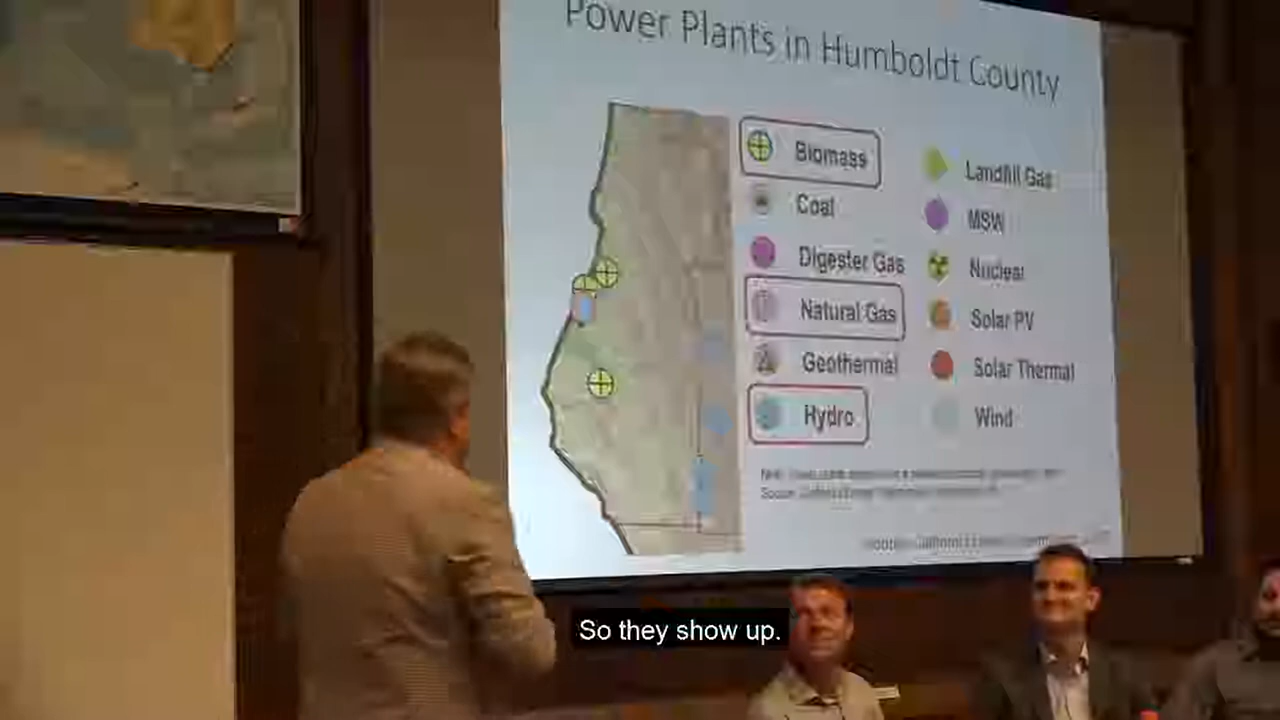 Power Plants in Humboldt County
Biomass
Coal
Digester Gas
Natural Gas
Geothermal
Hydro
Landfill Gas
MSW
Nuclear
Solar PV
Solar Thermal
Wind
So they show up.